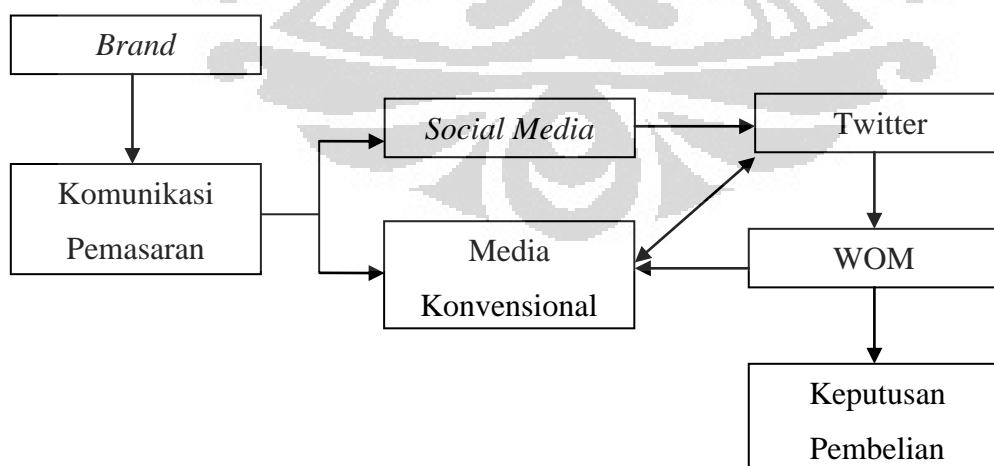 Brand
Social Media
Twitter
Komunikasi
Pemasaran
Media
Konvensional
WOM
Keputusan
Pembelian